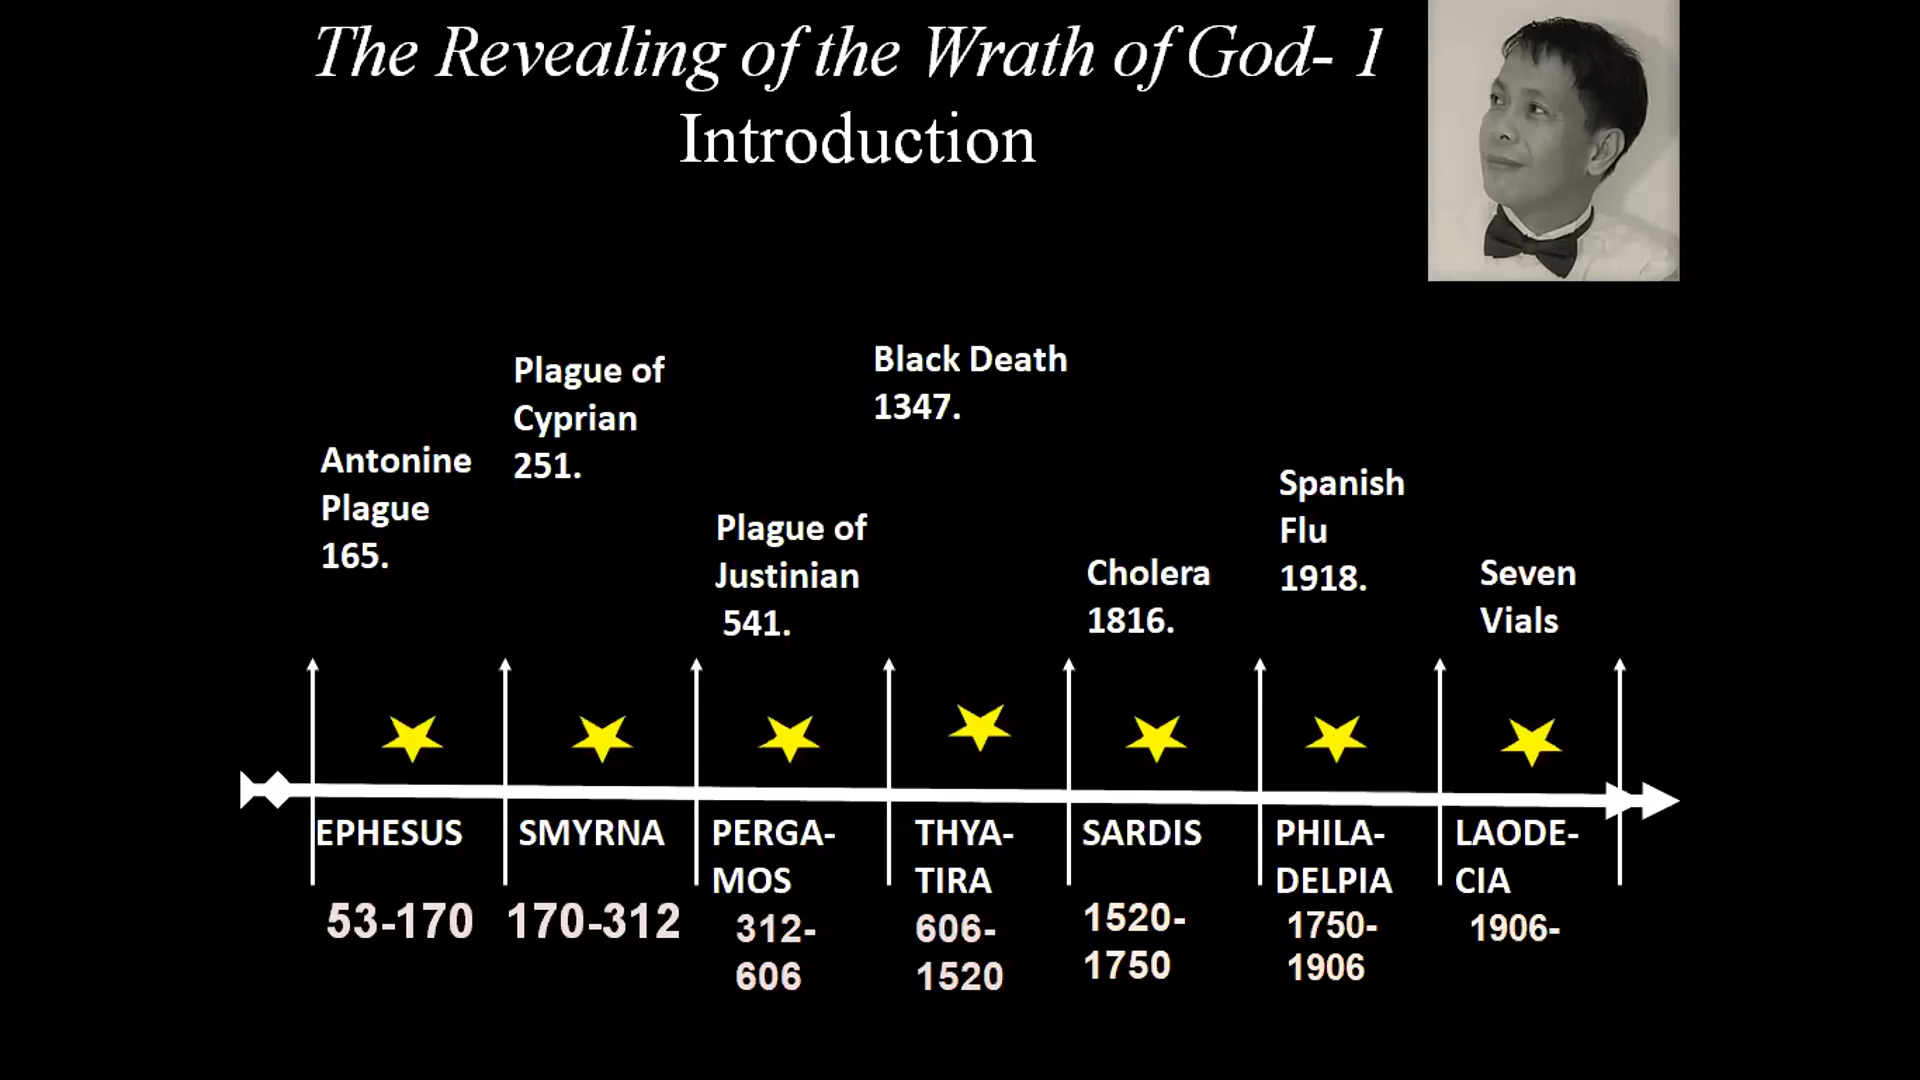 The Revealing of the Wrath of God- 1
Introduction
Antonine
Plague
165.
Plague of
Cyprian
251.
Plague of
Justinian
541.
Black Death
1347.
Cholera
1816.
Spanish
Flu
1918.
Seven
Vials
EPHESUS
53-170
SMYRNA
170-312
PERGA-
MOS
312-
606
THYA-
TIRA
606-
1520
SARDIS
1520-
1750
PHILA-
DELPIA
1750-
1906
LAODE-
CIA
1906-